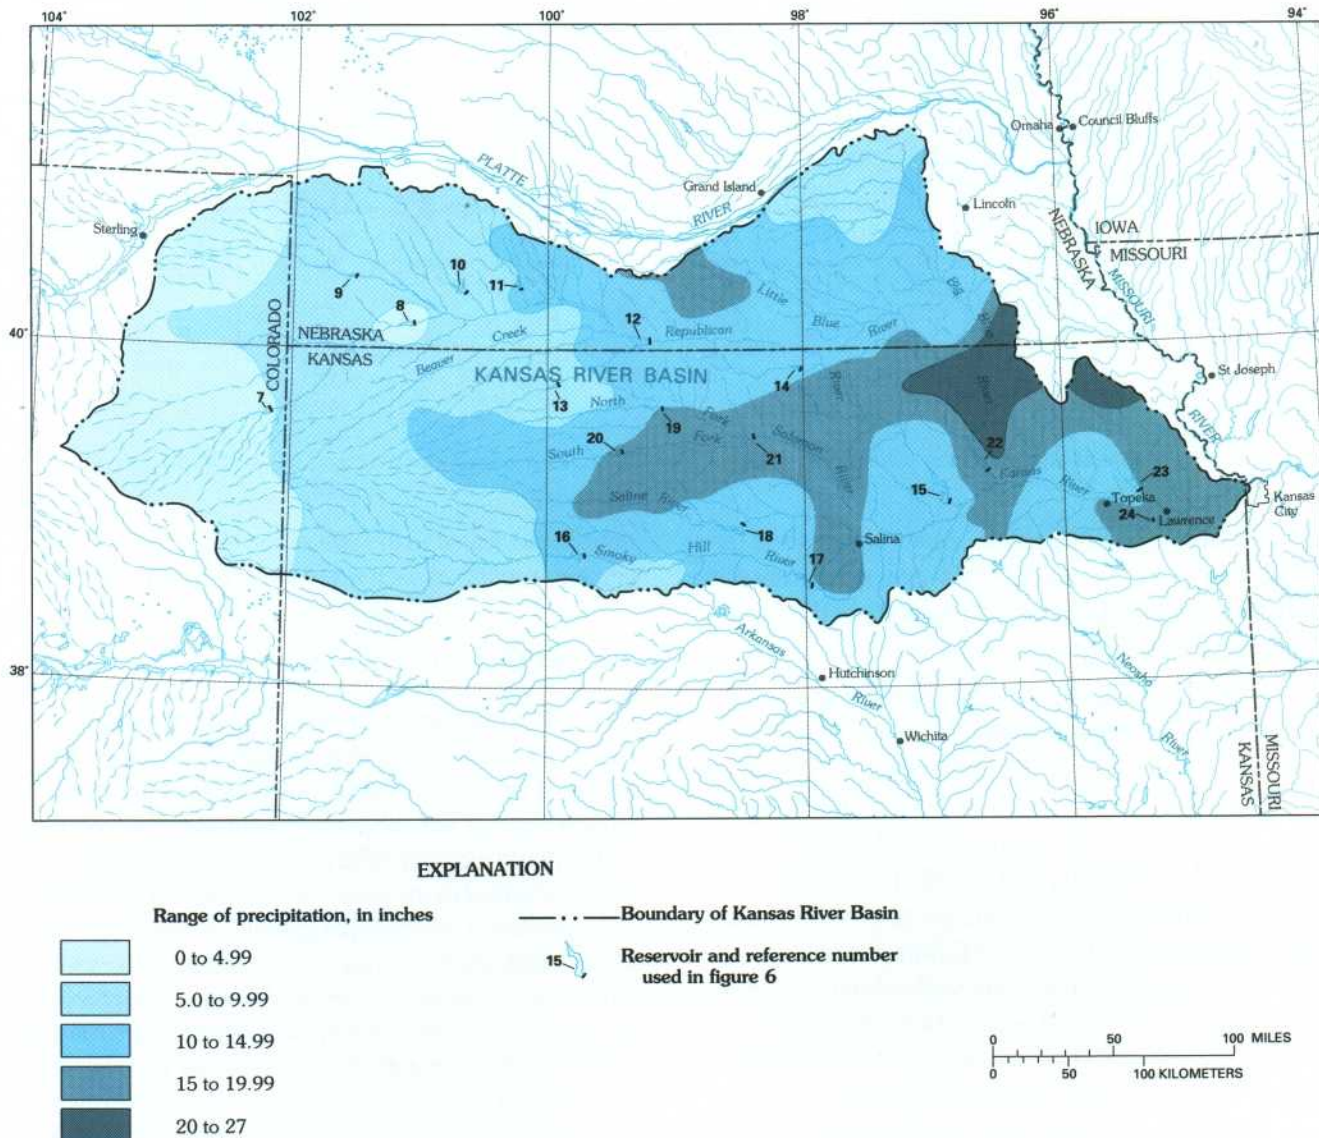 104° 102° 100° 98° 96° 94°
Omaha
Council Bluffs
PLATTE
Grand Island
RIVER
Lincoln
Sterling
NEBRASKA
IOWA
MISSOURI
MISSOURI
10
9
8
11
Little
Big
12
Republican
Blue
River
Blue
40°
COLORADO
NEBRASKA
KANSAS
Beaver
Creek
KANSAS RIVER BASIN
St Joseph
14
River
River
7
13
North
Fork
RIVER
20
19
Fork
Solomon
South
21
22
23
Saline
River
River
15
Kansas
River
Topeka
Kansas
City
24
Lawrence
16
Smoky
Hill
18
River
17
Salina
38°
Arkansas
Hutchinson
River
Neosho
Wichita
River
KANSAS
MISSOURI
EXPLANATION
Range of precipitation, in inches
0 to 4.99
5.0 to 9.99
10 to 14.99
15 to 19.99
20 to 27
Boundary of Kansas River Basin
15
Reservoir and reference number
used in figure 6
0 50 100 MILES
0 50 100 KILOMETERS